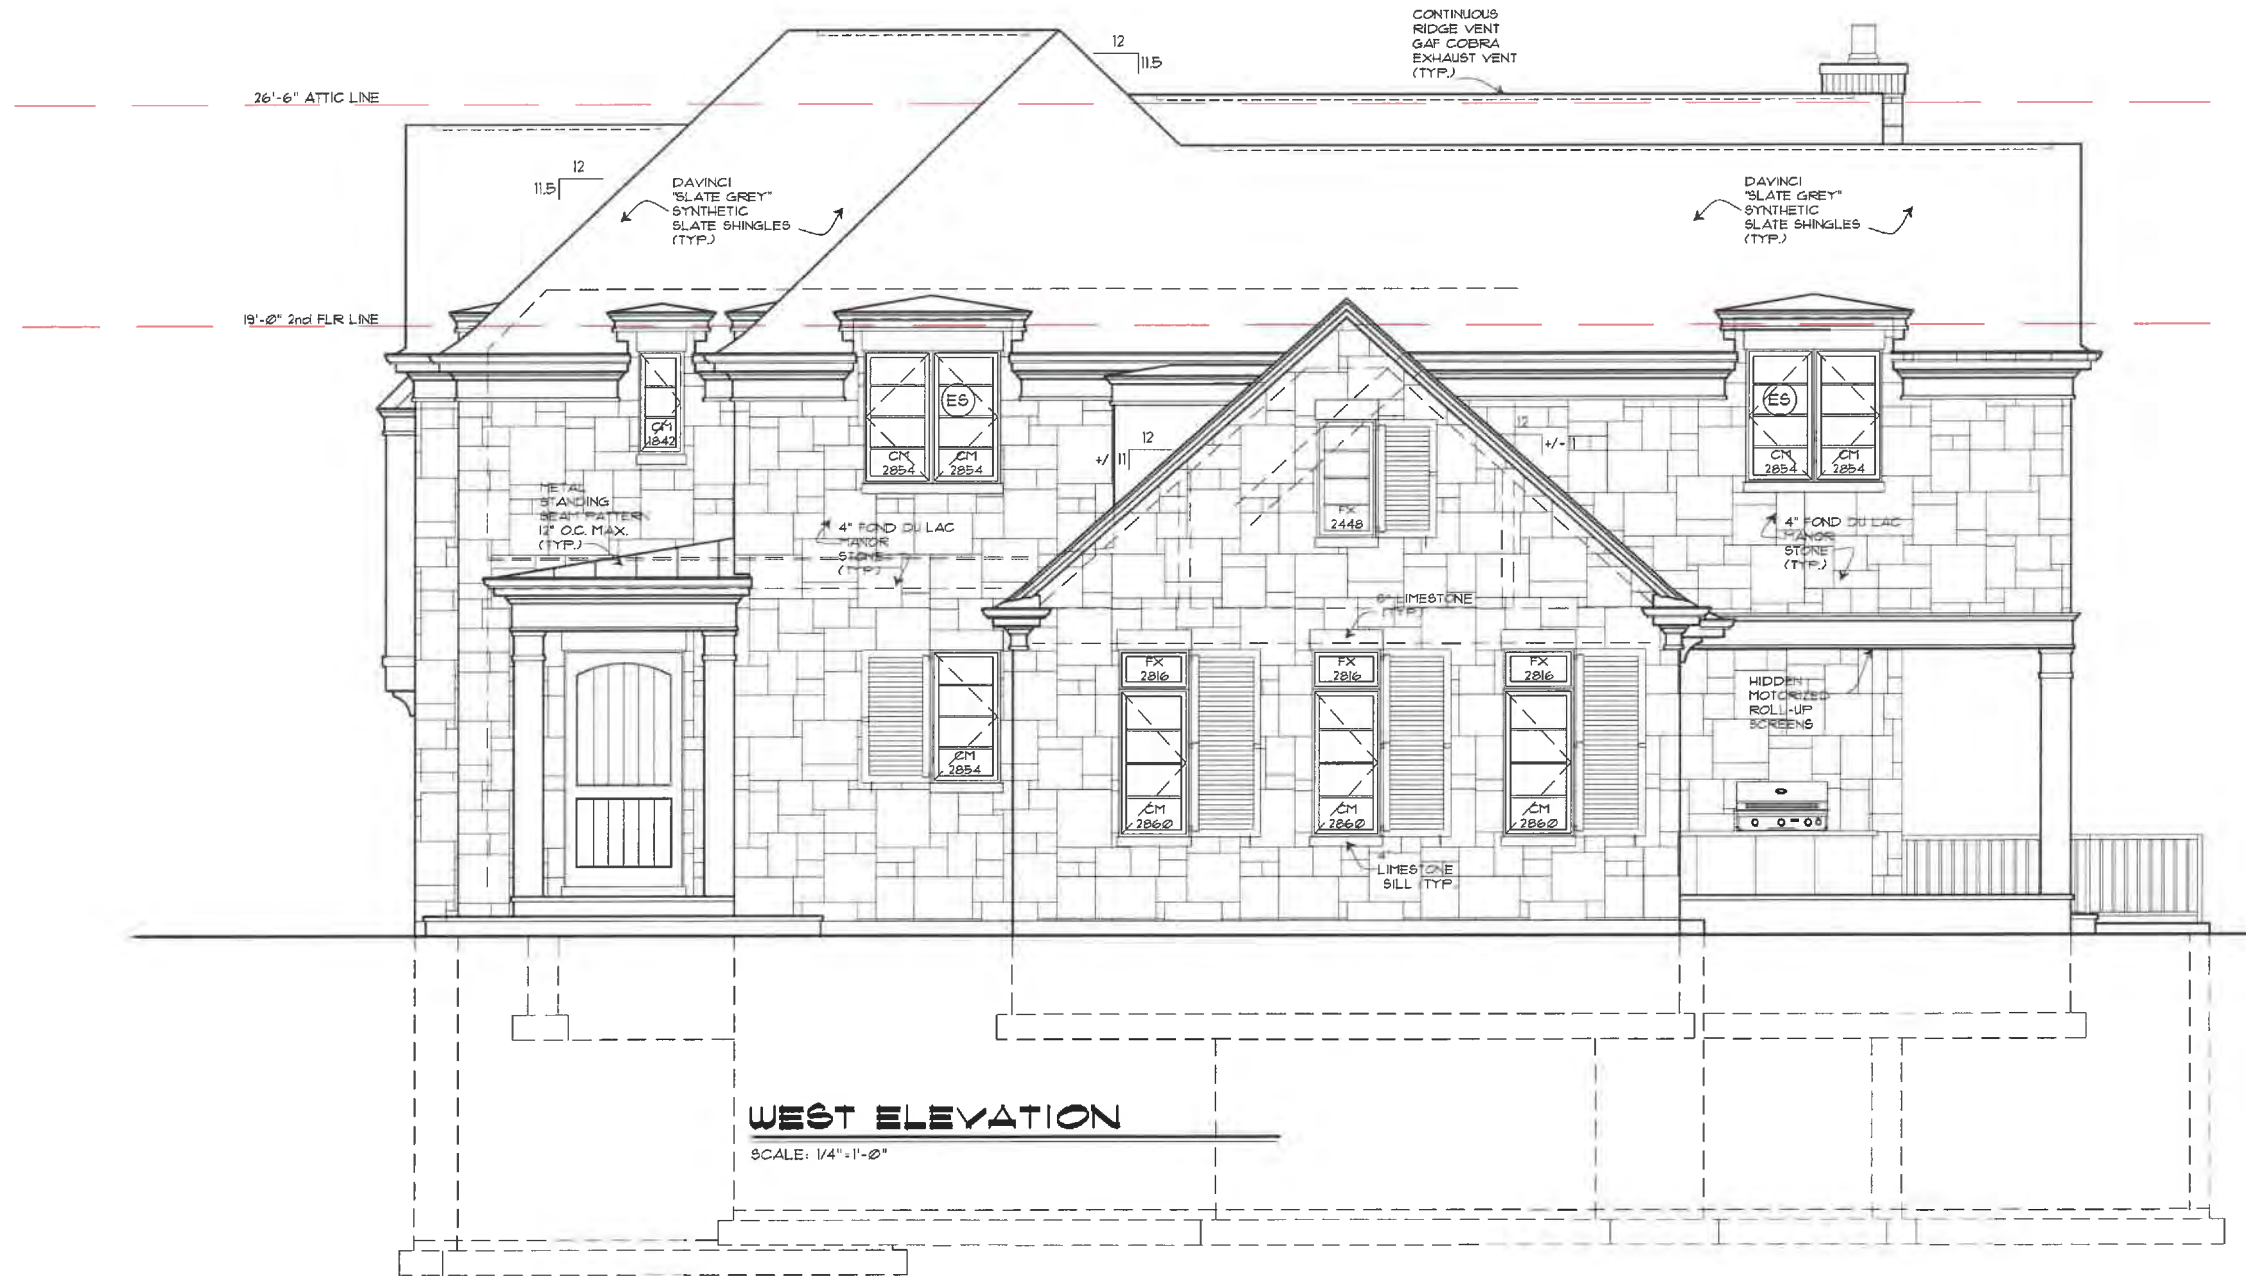 CONTINUOUS
RIDGE VENT
GAF COBRA
EXHAUST VENT
(TYP.)
12
11.5
26'-6" ATTIC LINE
12
11.5
DAVINCI
"SLATE GREY"
SYNTHETIC
SLATE SHINGLES
(TYP.)
DAVINCI
"SLATE GREY"
SYNTHETIC
SLATE SHINGLES
(TYP.)
19'-0" 2nd FLR LINE
ES
ES
CM
1842
CM
2854
CM
2854
CM
2854
CM
2854
12
+/ 11
12
+/- 1
METAL
STANDING
SEAM PATTERN
12" O.C. MAX.
(TYP.)
4" FOND DU LAC
MANOR
STONE
(TYP.)
FX
2448
4" FOND DU LAC
MANOR
STONE
(TYP.)
6" LIMESTONE
(TYP.)
FX
2816
FX
2816
FX
2816
HIDDEN
MOTORIZED
ROLL-UP
SCREENS
CM
2854
CM
2860
CM
2860
CM
2860
4"
LIMESTONE
SILL TYP.
WEST ELEVATION
SCALE: 1/4"=1'-0"